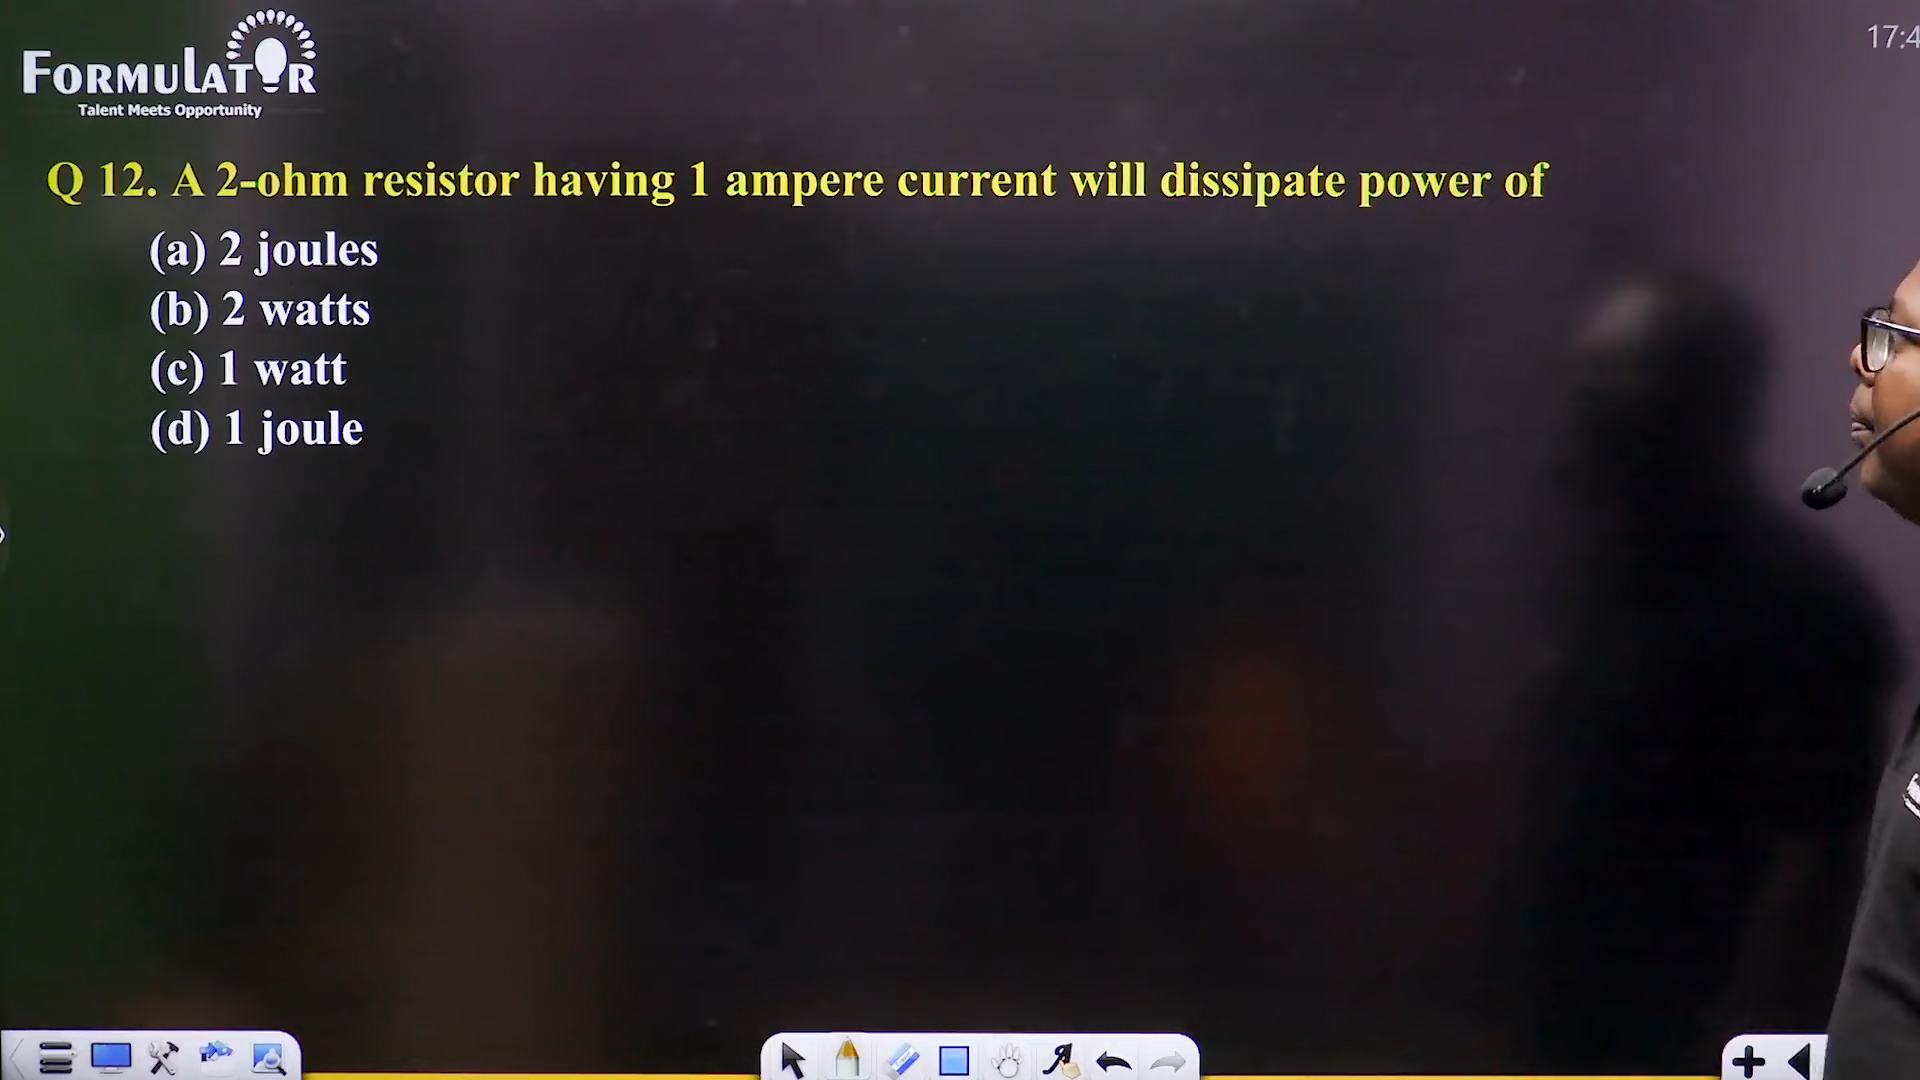 FORMULATOR
Talent Meets Opportunity
17:4
Q 12. A 2-ohm resistor having 1 ampere current will dissipate power of
(a) 2 joules
(b) 2 watts
(c) 1 watt
(d) 1 joule